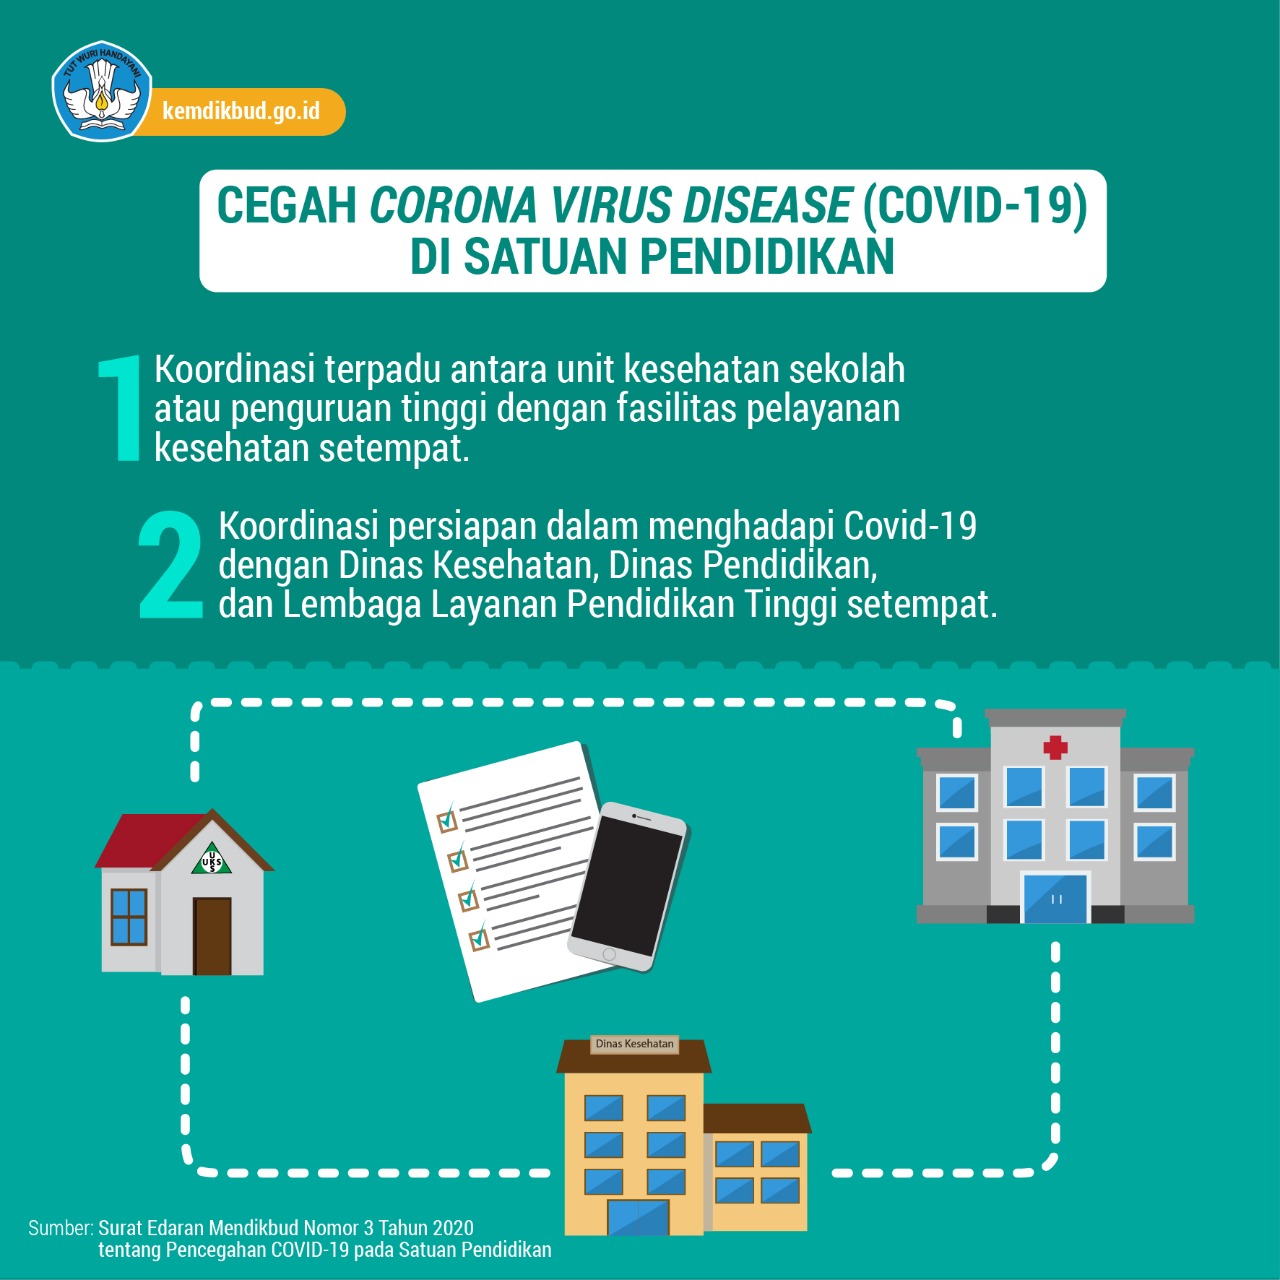 TUT WURI HANDAYANI
kemdikbud.go.id
CEGAH CORONA VIRUS DISEASE (COVID-19)
DI SATUAN PENDIDIKAN
1
Koordinasi terpadu antara unit kesehatan sekolah
atau penguruan tinggi dengan fasilitas pelayanan
kesehatan setempat.
2
Koordinasi persiapan dalam menghadapi Covid-19
dengan Dinas Kesehatan, Dinas Pendidikan,
dan Lembaga Layanan Pendidikan Tinggi setempat.
U
UKS
S
Dinas Kesehatan
Sumber: Surat Edaran Mendikbud Nomor 3 Tahun 2020
tentang Pencegahan COVID-19 pada Satuan Pendidikan